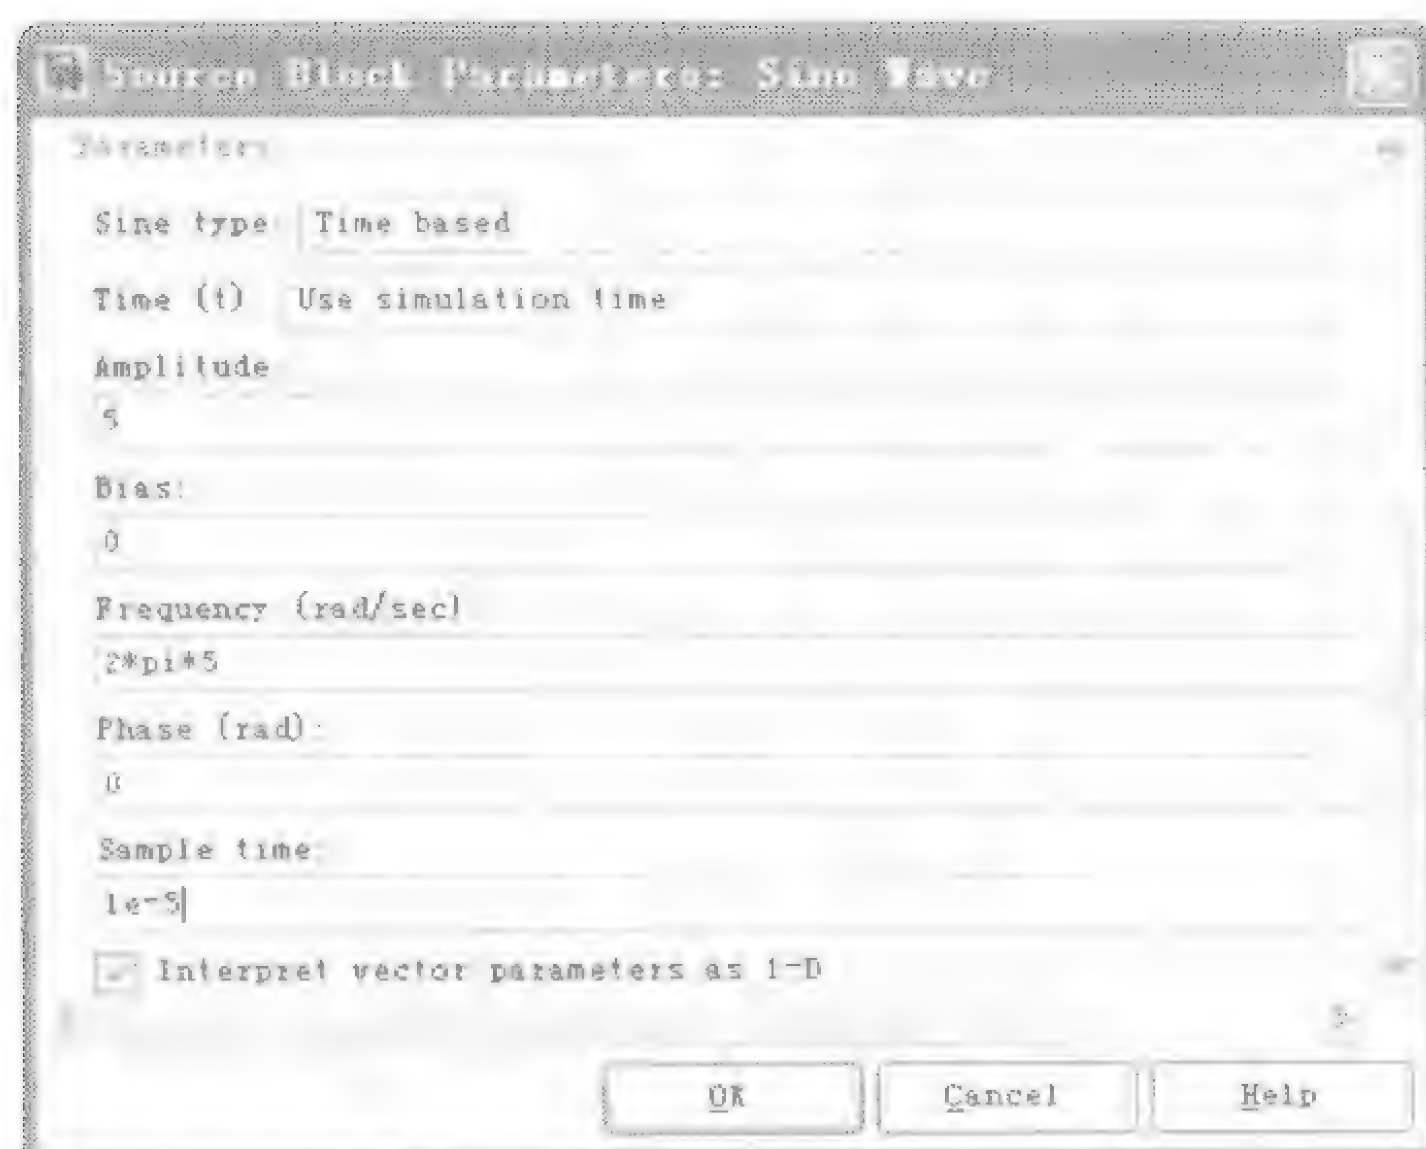 Source Block Parameters: Sine Wave
Parameters
Sine type: Time based
Time (t) Use simulation time
Amplitude
5
Bias:
0
Frequency (rad/sec)
2*pi*5
Phase (rad):
0
Sample time:
1e-5
Interpret vector parameters as 1-D
OK Cancel Help